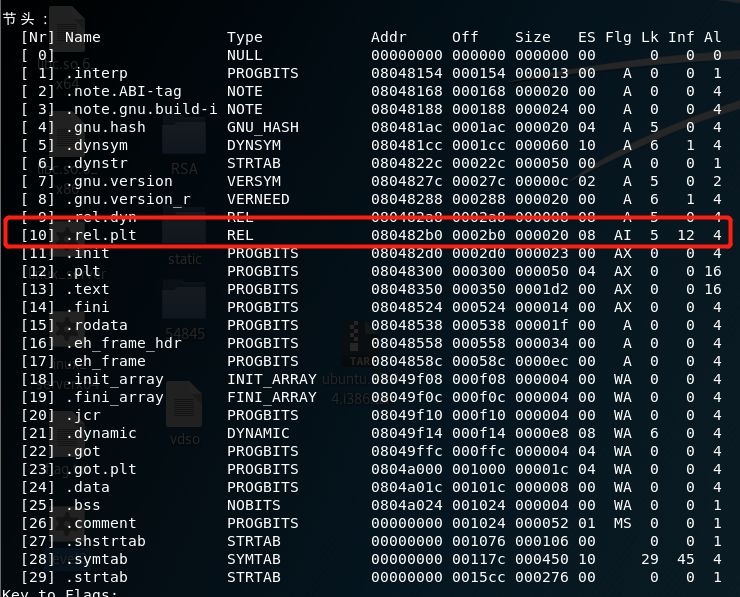 节头：
[Nr] Name Type Addr Off Size ES Flg Lk Inf Al
[ 0] NULL 00000000 000000 000000 00 0 0 0
[ 1] .interp PROGBITS 08048154 000154 000013 00 A 0 0 1
[ 2] .note.ABI-tag NOTE 08048168 000168 000020 00 A 0 0 4
[ 3] .note.gnu.build-i NOTE 08048188 000188 000024 00 A 0 0 4
[ 4] .gnu.hash GNU_HASH 080481ac 0001ac 000020 04 A 5 0 4
[ 5] .dynsym DYNSYM 080481cc 0001cc 000060 10 A 6 1 4
[ 6] .dynstr STRTAB 0804822c 00022c 000050 00 A 0 0 1
[ 7] .gnu.version VERSYM 0804827c 00027c 00000c 02 A 5 0 2
[ 8] .gnu.version_r VERNEED 08048288 000288 000020 00 A 6 1 4
[ 9] .rel.dyn REL 080482a8 0002a8 000008 08 A 5 0 4
[10] .rel.plt REL 080482b0 0002b0 000020 08 AI 5 12 4
[11] .init PROGBITS 080482d0 0002d0 000023 00 AX 0 0 4
[12] .plt PROGBITS 08048300 000300 000050 04 AX 0 0 16
[13] .text PROGBITS 08048350 000350 0001d2 00 AX 0 0 16
[14] .fini PROGBITS 08048524 000524 000014 00 AX 0 0 4
[15] .rodata PROGBITS 08048538 000538 00001f 00 A 0 0 4
[16] .eh_frame_hdr PROGBITS 08048558 000558 000034 00 A 0 0 4
[17] .eh_frame PROGBITS 0804858c 00058c 0000ec 00 A 0 0 4
[18] .init_array INIT_ARRAY 08049f08 000f08 000004 00 WA 0 0 4
[19] .fini_array FINI_ARRAY 08049f0c 000f0c 000004 00 WA 0 0 4
[20] .jcr PROGBITS 08049f10 000f10 000004 00 WA 0 0 4
[21] .dynamic DYNAMIC 08049f14 000f14 0000e8 08 WA 6 0 4
[22] .got PROGBITS 08049ffc 000ffc 000004 04 WA 0 0 4
[23] .got.plt PROGBITS 0804a000 001000 00001c 04 WA 0 0 4
[24] .data PROGBITS 0804a01c 00101c 000008 00 WA 0 0 4
[25] .bss NOBITS 0804a024 001024 000004 00 WA 0 0 1
[26] .comment PROGBITS 00000000 001024 000052 01 MS 0 0 1
[27] .shstrtab STRTAB 00000000 001076 000106 00 0 0 1
[28] .symtab SYMTAB 00000000 00117c 000450 10 29 45 4
[29] .strtab STRTAB 00000000 0015cc 000276 00 0 0 1
Key to Flags:
RSA
static
54845
TAR
vdso